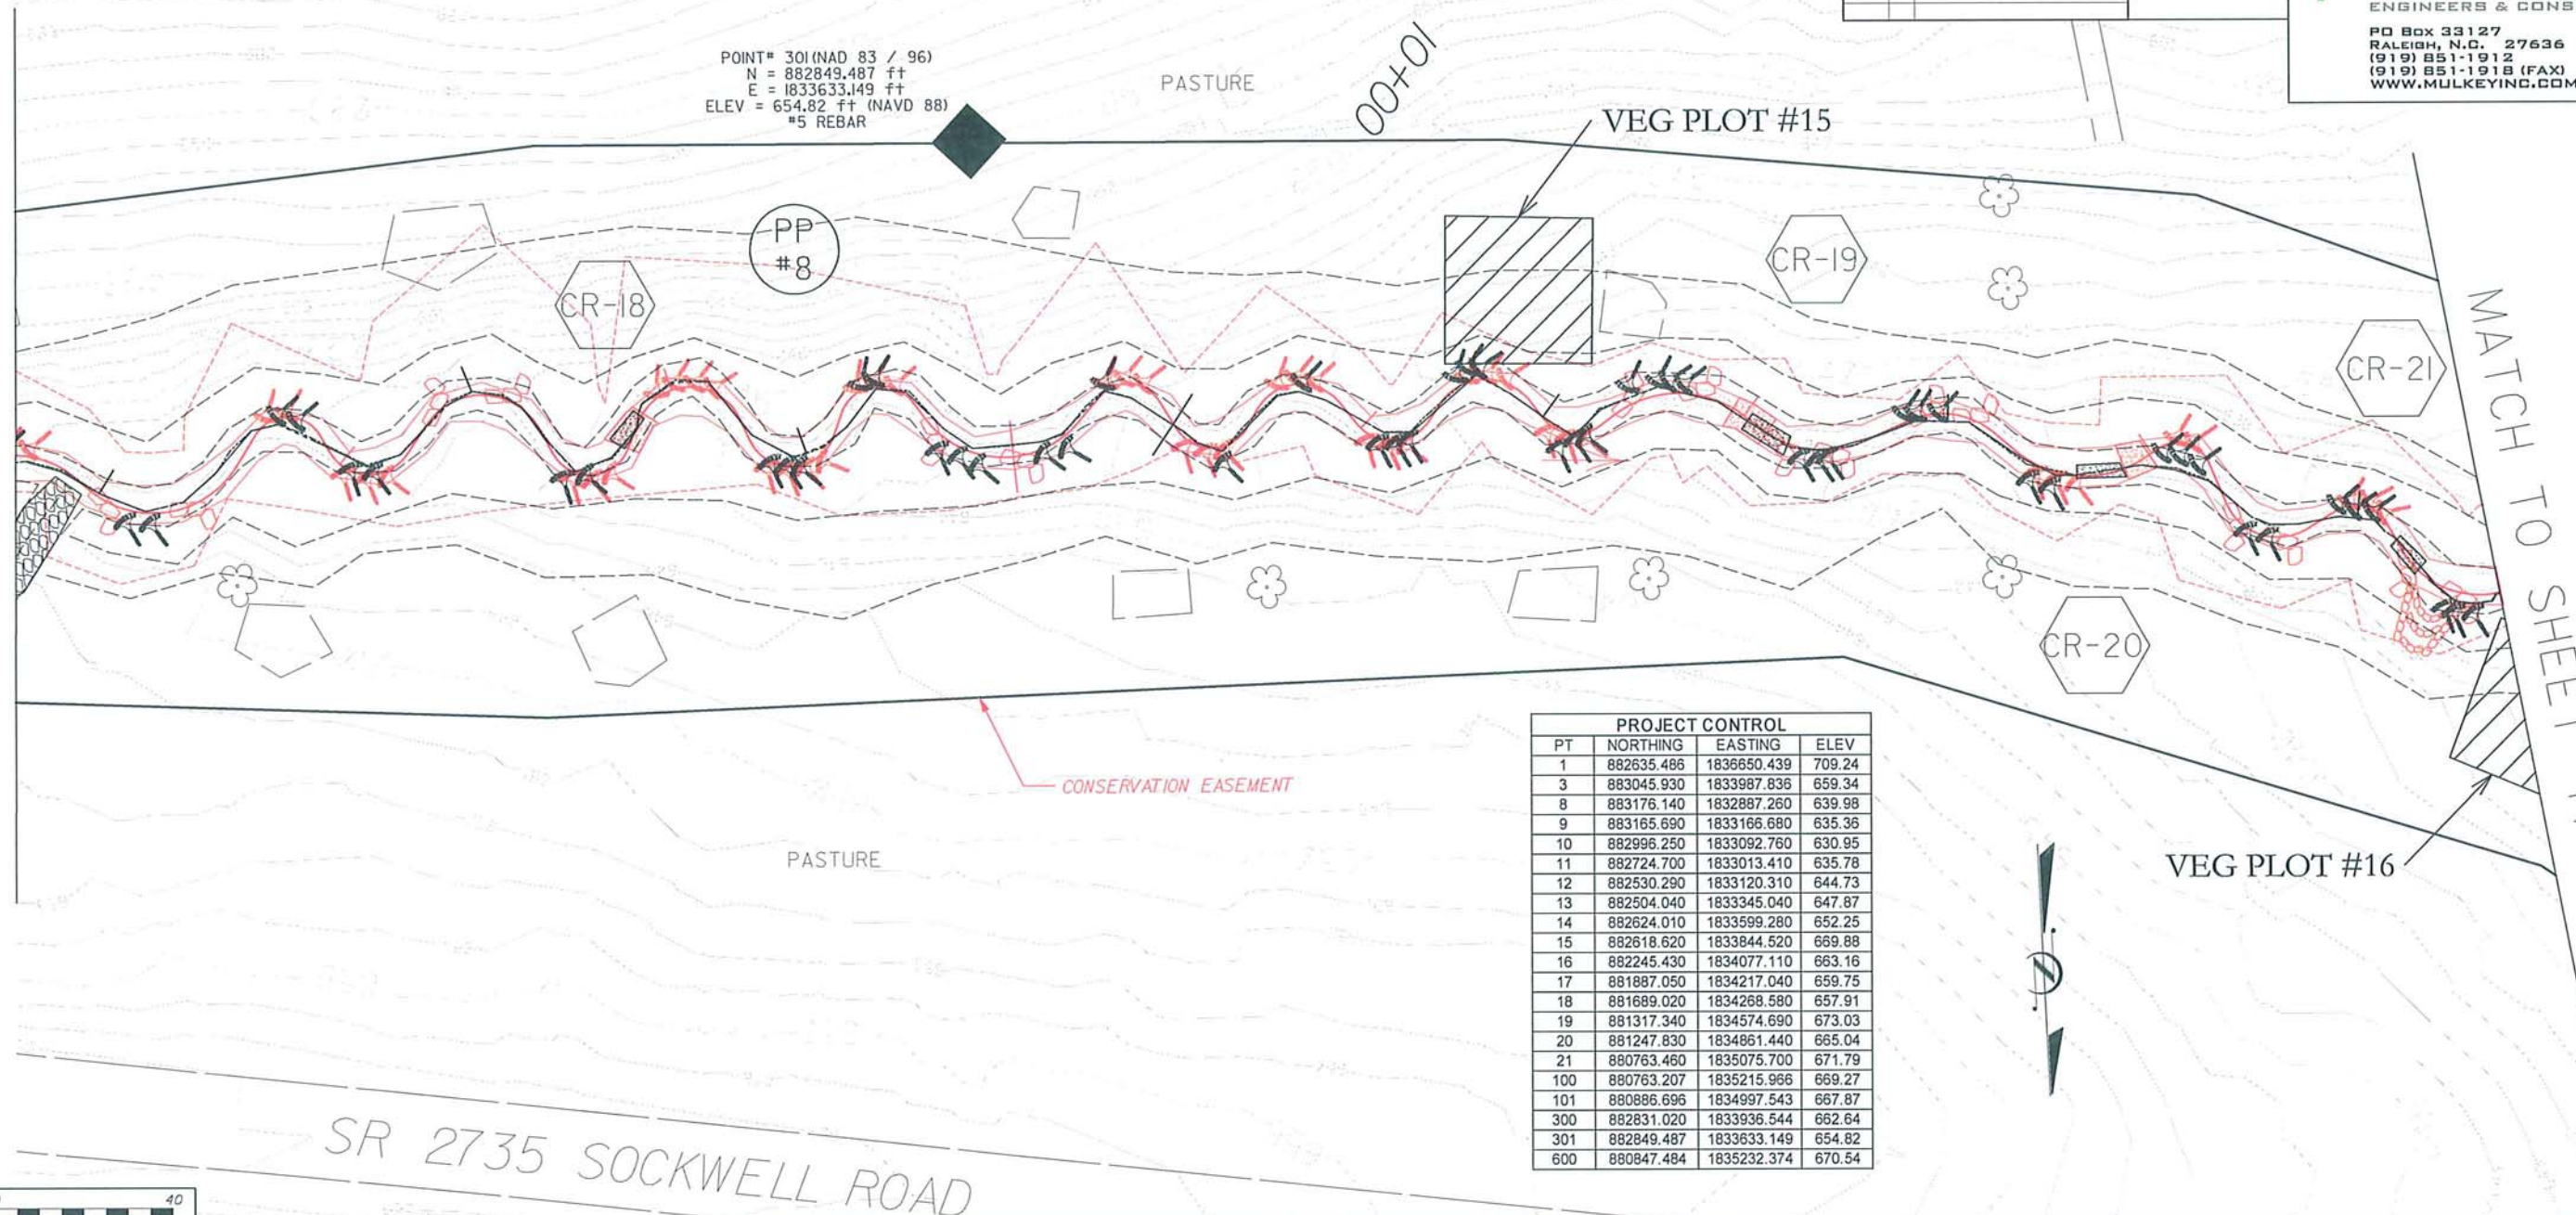 ENGINEERS & CONS
PO Box 33127
RALEIGH, N.C. 27636
(919) 851-1912
(919) 851-1918 (FAX)
WWW.MULKEYINC.COM
POINT# 301(NAD 83 / 96)
N = 882849.487 ft
E = 1833633.149 ft
ELEV = 654.82 ft (NAVD 88)
#5 REBAR
PASTURE
10+00
VEG PLOT #15
PP
#8
CR-18
CR-19
CR-21
MATCH TO SHEET
CR-20
CONSERVATION EASEMENT
PASTURE
VEG PLOT #16
PROJECT CONTROL
PT NORTHING EASTING ELEV
1 882635.486 1836650.439 709.24
3 883045.930 1833987.836 659.34
8 883176.140 1832887.260 639.98
9 883165.690 1833166.680 635.36
10 882996.250 1833092.760 630.95
11 882724.700 1833013.410 635.78
12 882530.290 1833120.310 644.73
13 882504.040 1833345.040 647.87
14 882624.010 1833599.280 652.25
15 882618.620 1833844.520 669.88
16 882245.430 1834077.110 663.16
17 881887.050 1834217.040 659.75
18 881689.020 1834268.580 657.91
19 881317.340 1834574.690 673.03
20 881247.830 1834861.440 665.04
21 880763.460 1835075.700 671.79
100 880763.207 1835215.966 669.27
101 880886.696 1834997.543 667.87
300 882831.020 1833936.544 662.64
301 882849.487 1833633.149 654.82
600 880847.484 1835232.374 670.54
SR 2735 SOCKWELL ROAD
40